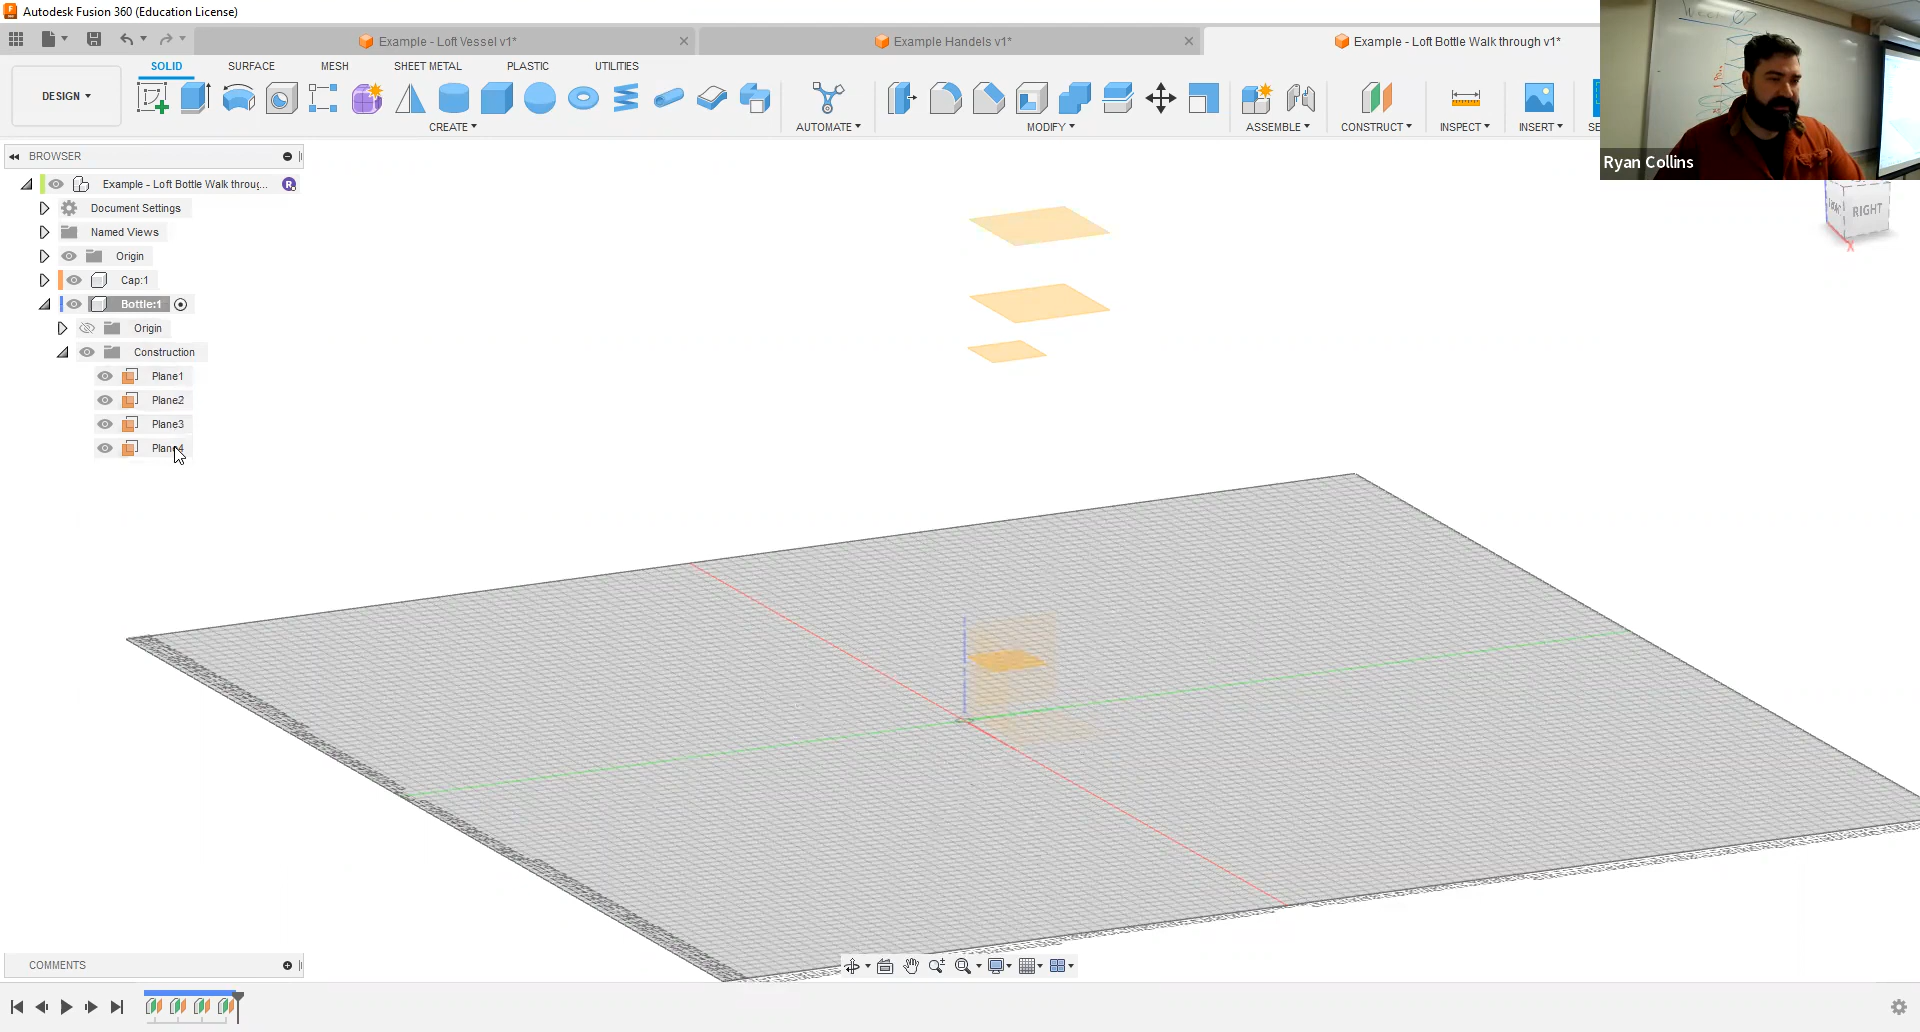 Autodesk Fusion 360 (Education License)
Example - Loft Vessel v1*
Example Handels v1*
Example - Loft Bottle Walk through v1*
SOLID SURFACE MESH SHEET METAL PLASTIC UTILITIES
DESIGN
CREATE AUTOMATE MODIFY ASSEMBLE CONSTRUCT INSPECT INSERT SE
Ryan Collins
RIGHT
X
BROWSER
Example - Loft Bottle Walk throug... R
Document Settings
Named Views
Origin
Cap:1
Bottle:1
Origin
Construction
Plane1
Plane2
Plane3
Plane4
COMMENTS